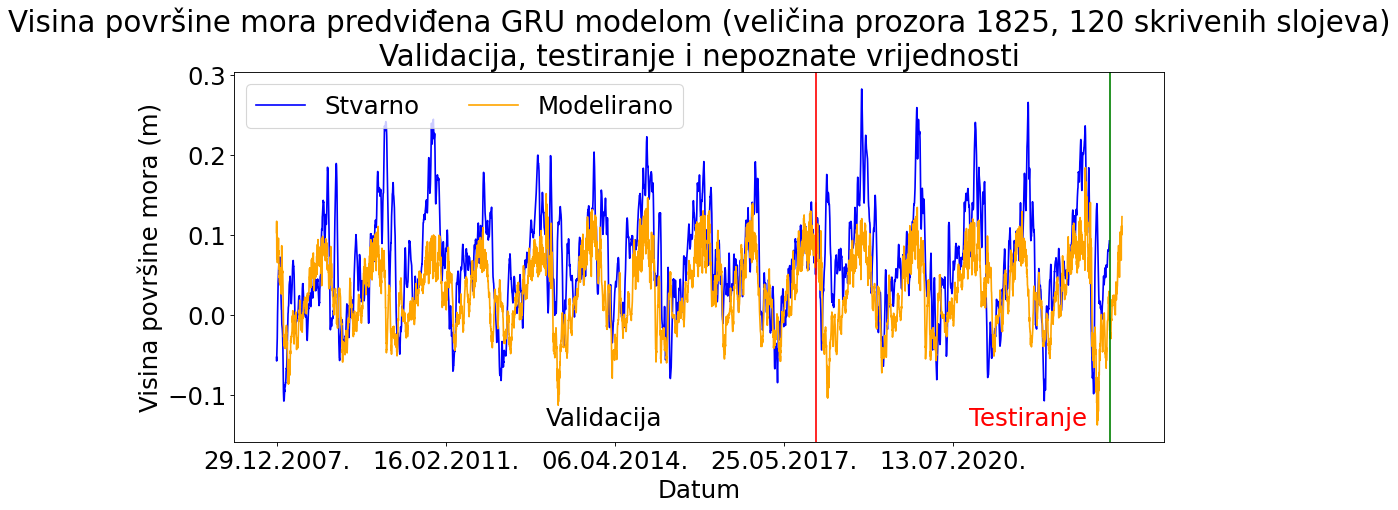 Visina površine mora predviđena GRU modelom (veličina prozora 1825, 120 skrivenih slojeva)
Validacija, testiranje i nepoznate vrijednosti
Stvarno Modelirano
Visina površine mora (m)
0.3
0.2
0.1
0.0
−0.1
Validacija
Testiranje
29.12.2007. 16.02.2011. 06.04.2014. 25.05.2017. 13.07.2020.
Datum